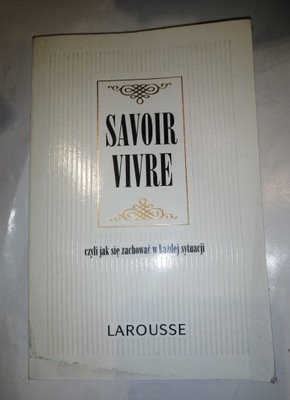 SAVOIR
VIVRE
czyli jak się zachować w każdej sytuacji
LAROUSSE